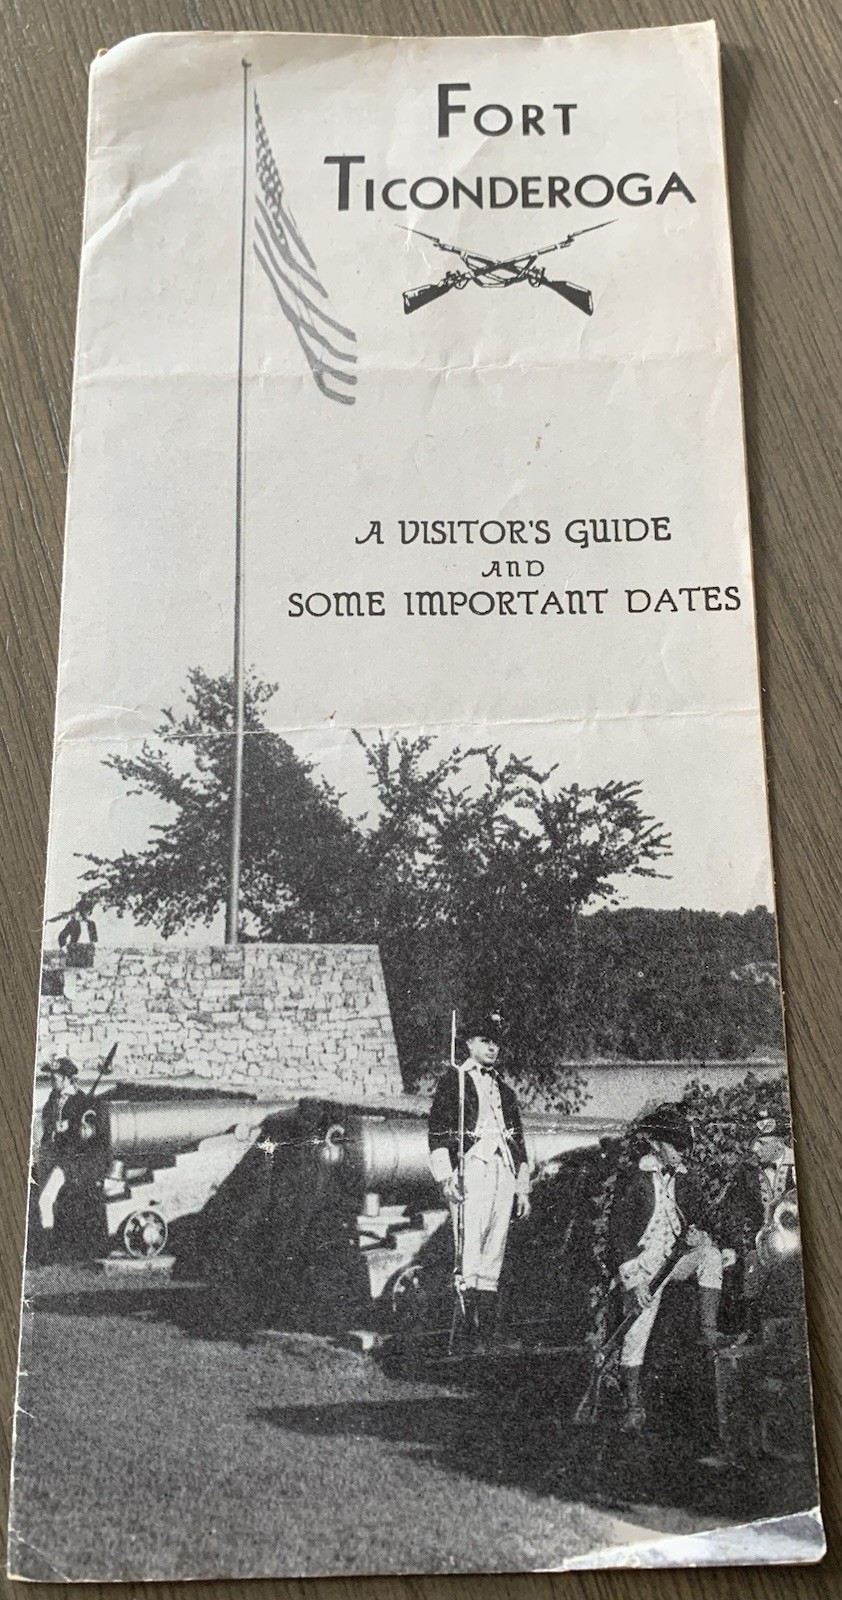 FORT
TICONDEROGA
A VISITOR'S GUIDE
AND
SOME IMPORTANT DATES